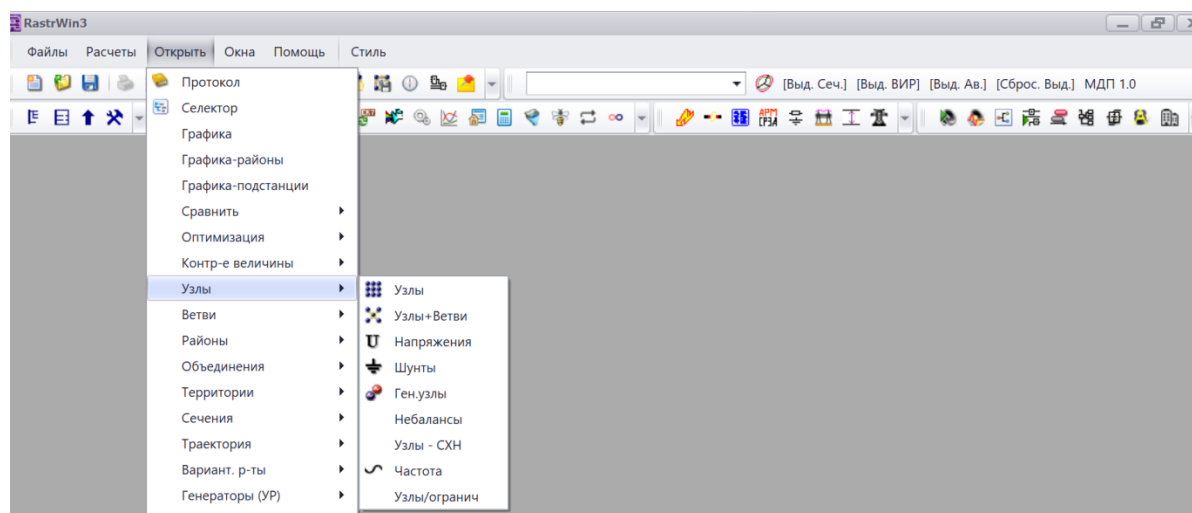 RastrWin3
Файлы Расчеты Открыть Окна Помощь Стиль
[Выд. Сеч.] [Выд. ВИР] [Выд. Ав.] [Сброс. Выд.] МДП 1.0
АРМ
СРЗА
Протокол
Селектор
Графика
Графика-районы
Графика-подстанции
Сравнить
Оптимизация
Контр-е величины
Узлы
Ветви
Районы
Объединения
Территории
Сечения
Траектория
Вариант. р-ты
Генераторы (УР)
Узлы
Узлы+Ветви
U Напряжения
Шунты
Ген.узлы
Небалансы
Узлы - СХН
Частота
Узлы/огранич